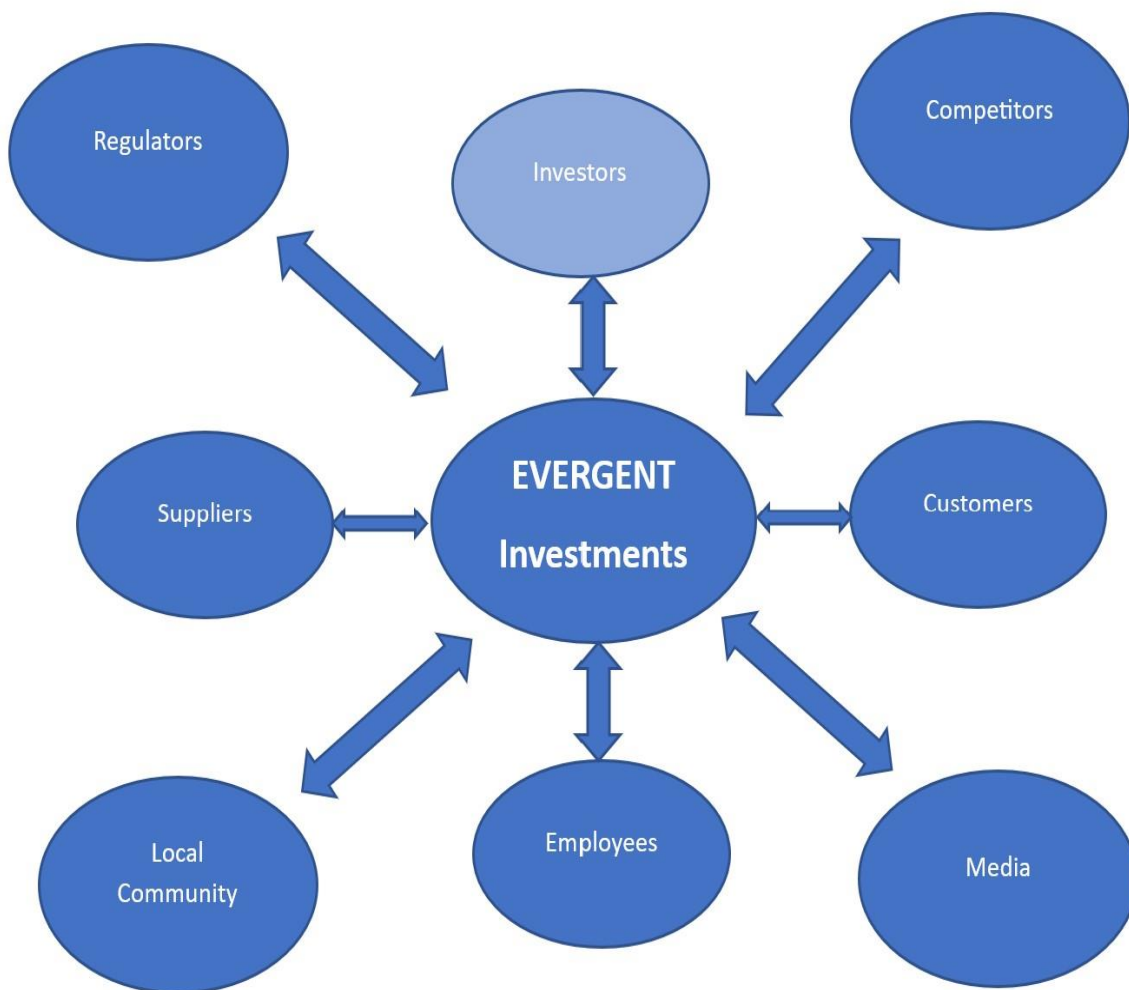 Regulators
Investors
Competitors
EVERGENT
Investments
Suppliers
Customers
Local
Community
Employees
Media